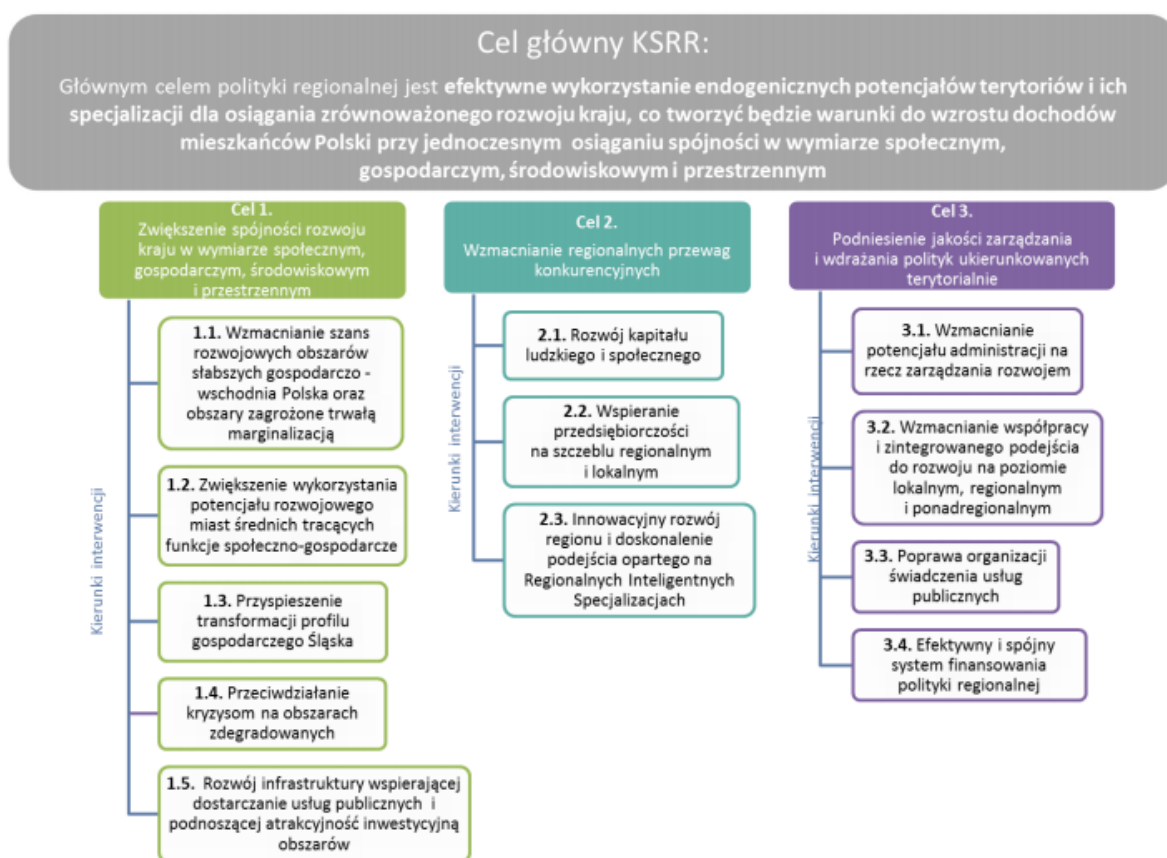 Cel główny KSRR:
Głównym celem polityki regionalnej jest efektywne wykorzystanie endogenicznych potencjałów terytoriów i ich
specjalizacji dla osiągania zrównoważonego rozwoju kraju, co tworzyć będzie warunki do wzrostu dochodów
mieszkańców Polski przy jednoczesnym osiąganiu spójności w wymiarze społecznym,
gospodarczym, środowiskowym i przestrzennym
Cel 1.
Zwiększenie spójności rozwoju
kraju w wymiarze społecznym,
gospodarczym, środowiskowym
i przestrzennym
Kierunki interwencji
1.1. Wzmacnianie szans
rozwojowych obszarów
słabszych gospodarczo -
wschodnia Polska oraz
obszary zagrożone trwałą
marginalizacją
1.2. Zwiększenie wykorzystania
potencjału rozwojowego
miast średnich tracących
funkcje społeczno-gospodarcze
1.3. Przyspieszenie
transformacji profilu
gospodarczego Śląska
1.4. Przeciwdziałanie
kryzysom na obszarach
zdegradowanych
1.5. Rozwój infrastruktury wspierającej
dostarczanie usług publicznych i
podnoszącej atrakcyjność inwestycyjną
obszarów
Cel 2.
Wzmacnianie regionalnych przewag
konkurencyjnych
Kierunki interwencji
2.1. Rozwój kapitału
ludzkiego i społecznego
2.2. Wspieranie
przedsiębiorczości
na szczeblu regionalnym
i lokalnym
2.3. Innowacyjny rozwój
regionu i doskonalenie
podejścia opartego na
Regionalnych Inteligentnych
Specjalizacjach
Cel 3.
Podniesienie jakości zarządzania
i wdrażania polityk ukierunkowanych
terytorialnie
Kierunki interwencji
3.1. Wzmacnianie
potencjału administracji na
rzecz zarządzania rozwojem
3.2. Wzmacnianie współpracy
i zintegrowanego podejścia
do rozwoju na poziomie
lokalnym, regionalnym
i ponadregionalnym
3.3. Poprawa organizacji
świadczenia usług
publicznych
3.4. Efektywny i spójny
system finansowania
polityki regionalnej